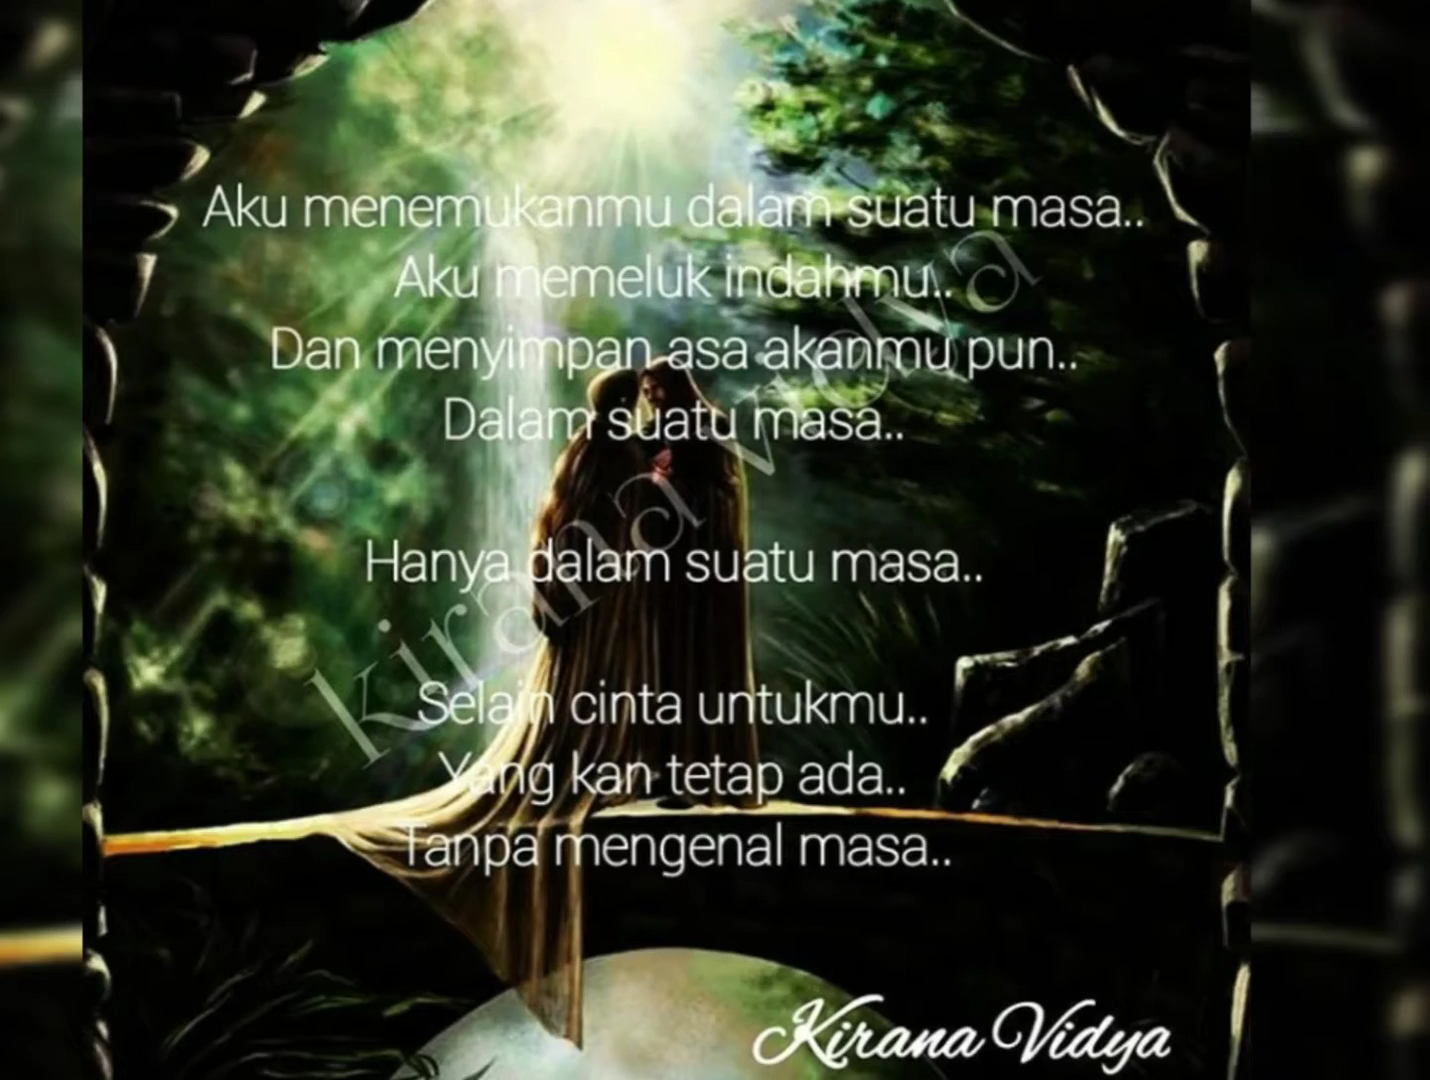 Aku menemukanmu dalam suatu masa..
Aku memeluk indahmu..
Dan menyimpan asa akanmu pun..
Dalam suatu masa..
Hanya dalam suatu masa..
Selain cinta untukmu..
Yang kan tetap ada..
Tanpa mengenal masa..
kirana vidya
Kirana Vidya